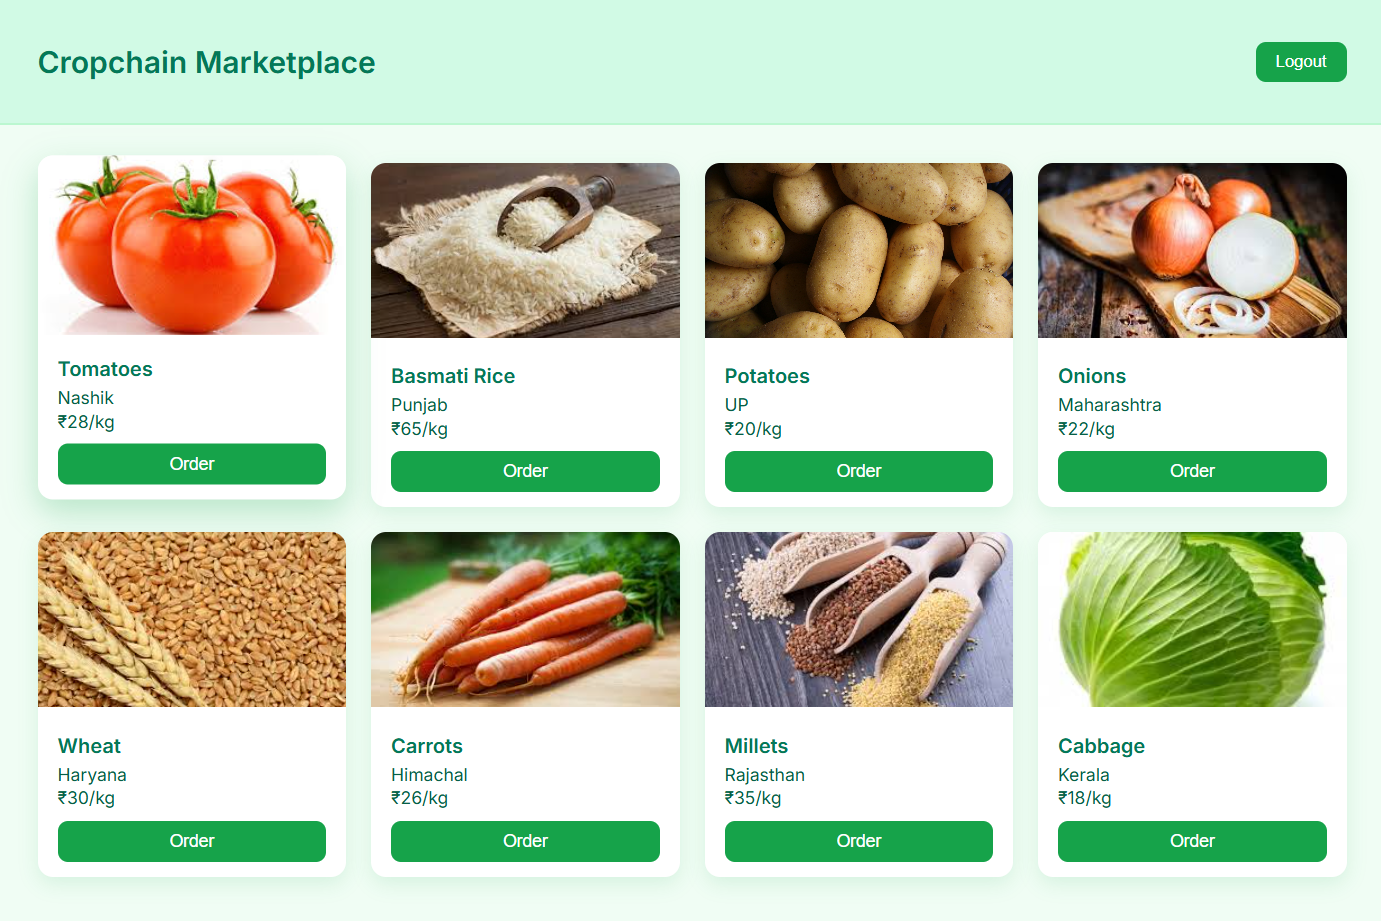 Cropchain Marketplace
Logout
Tomatoes
Nashik
₹28/kg
Order
Basmati Rice
Punjab
₹65/kg
Order
Potatoes
UP
₹20/kg
Order
Onions
Maharashtra
₹22/kg
Order
Wheat
Haryana
₹30/kg
Order
Carrots
Himachal
₹26/kg
Order
Millets
Rajasthan
₹35/kg
Order
Cabbage
Kerala
₹18/kg
Order